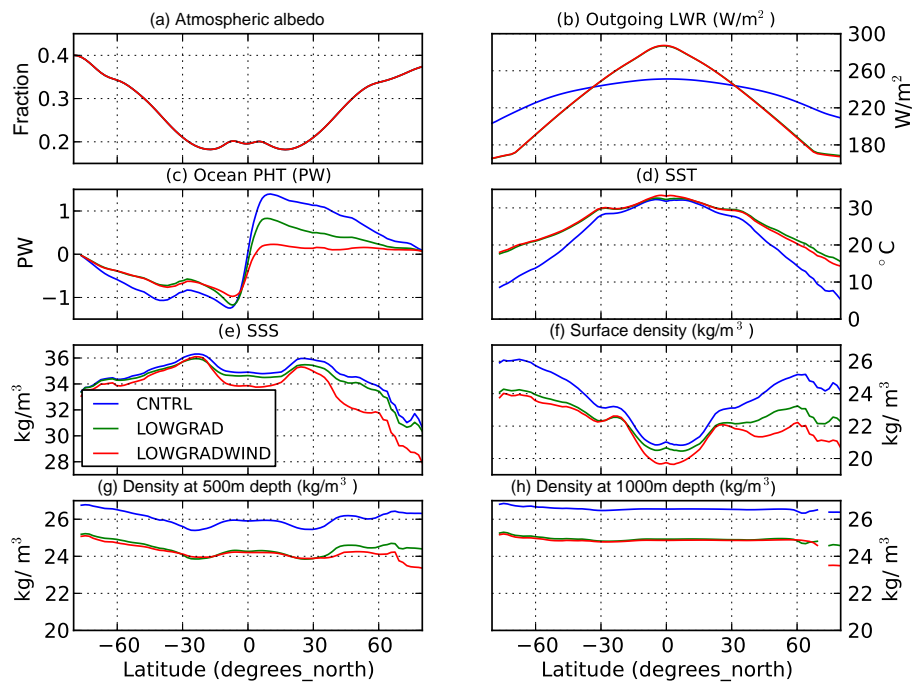 (a) Atmospheric albedo
(b) Outgoing LWR (W/m²)
0.4
0.3
0.2
Fraction
300
260
220
180
W/m²
(c) Ocean PHT (PW)
(d) SST
1
0
−1
PW
30
20
10
0
°C
(e) SSS
(f) Surface density (kg/m³)
36
34
32
30
28
kg/m³
CNTRL
LOWGRAD
LOWGRADWIND
26
24
22
20
kg/ m³
(g) Density at 500m depth (kg/m³)
(h) Density at 1000m depth (kg/m³)
26
24
22
20
kg/ m³
26
24
22
20
kg/ m³
−60 −30 0 30 60
Latitude (degrees_north)
−60 −30 0 30 60
Latitude (degrees_north)